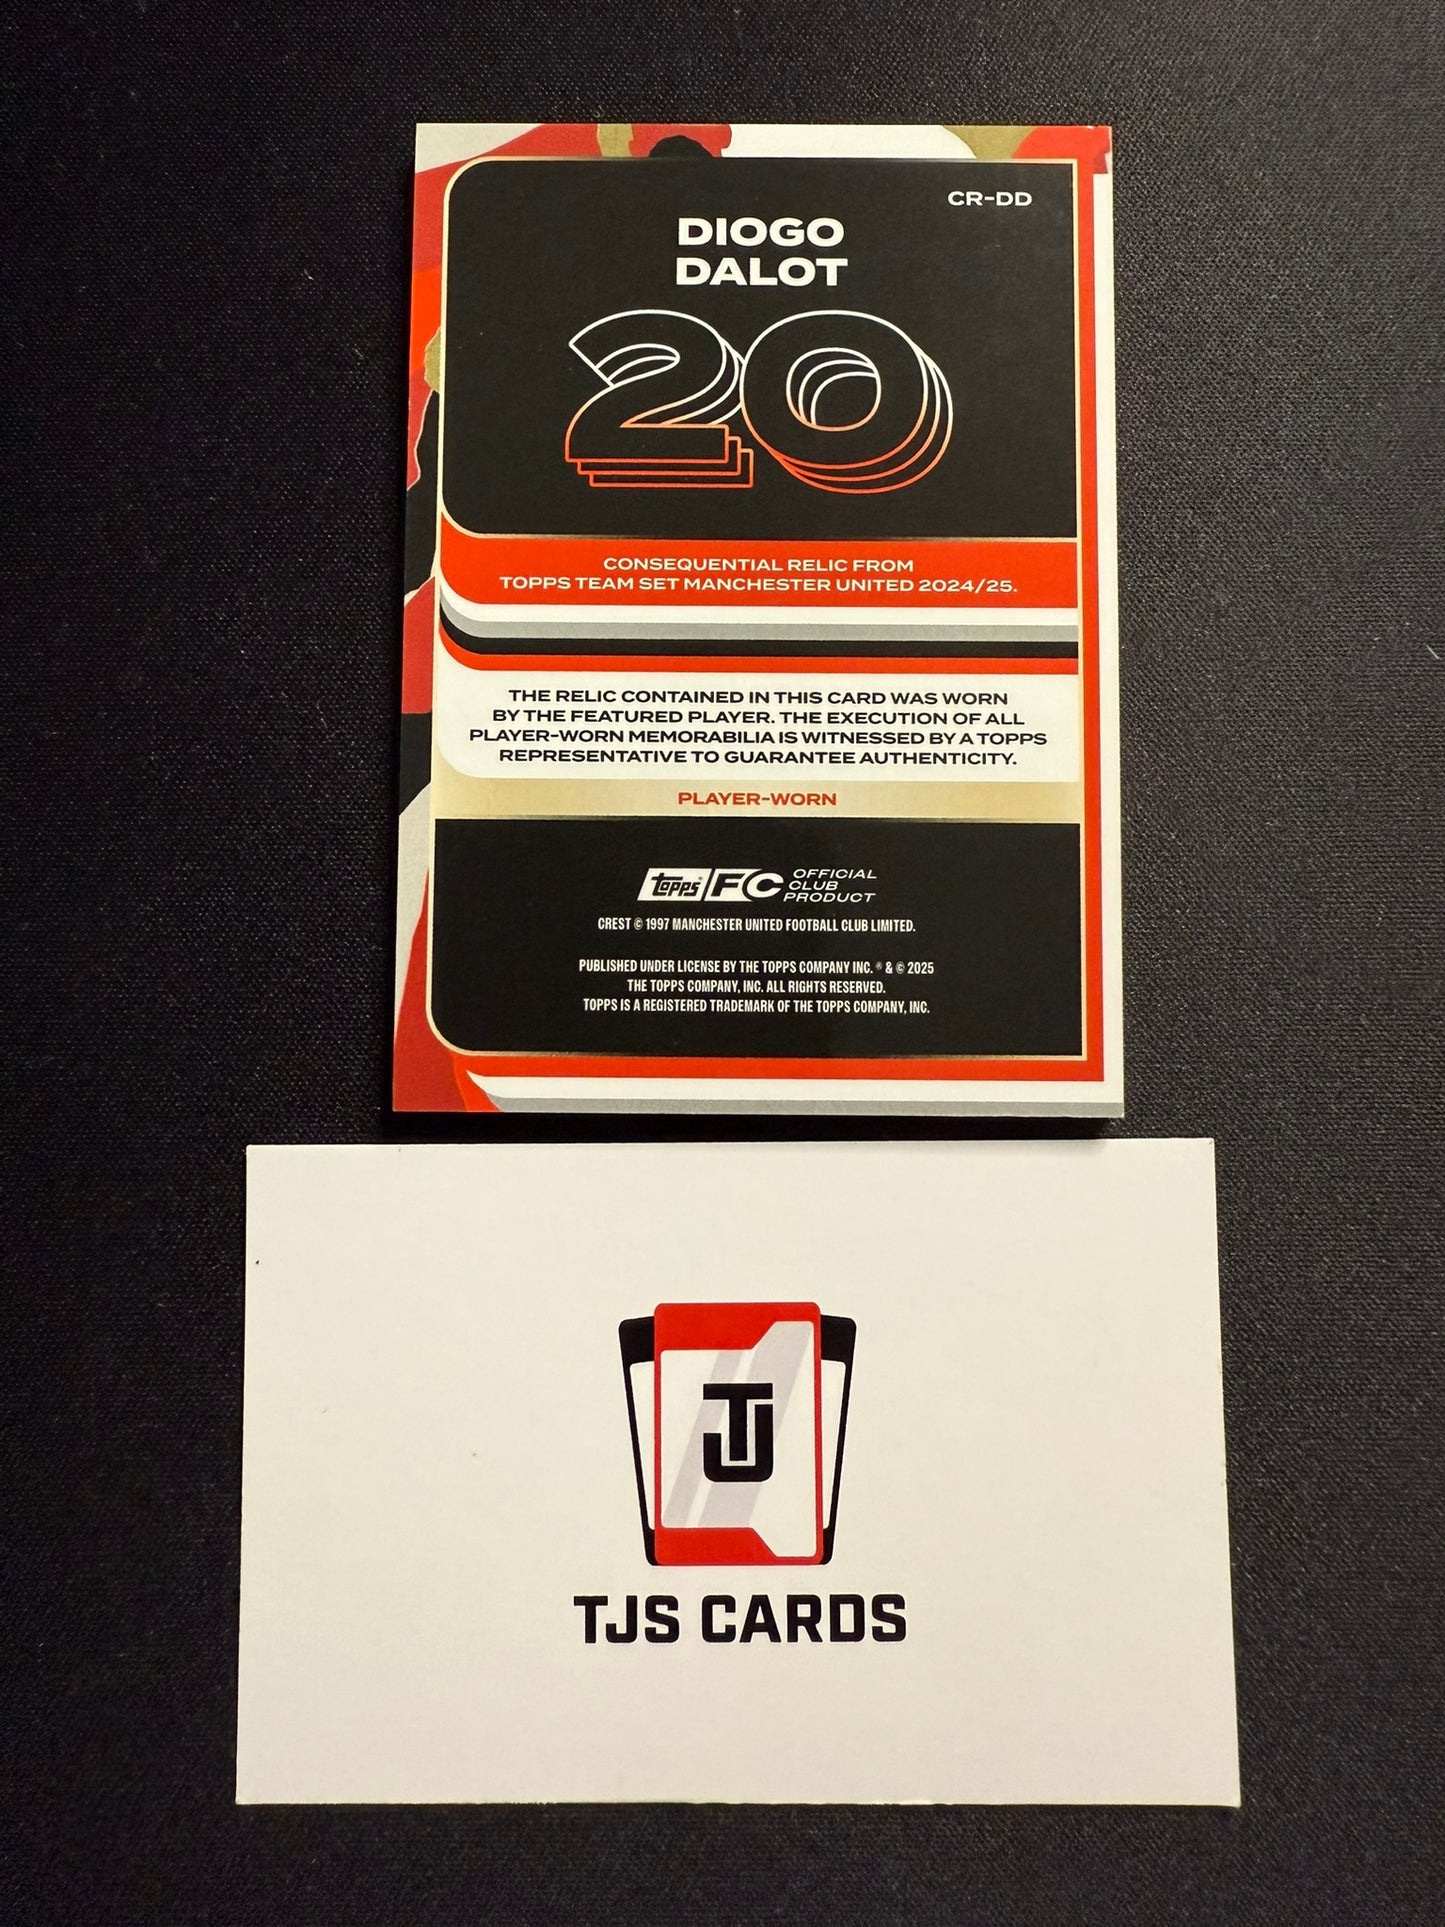 CR-DD
DIOGO
DALOT
20
CONSEQUENTIAL RELIC FROM
TOPPS TEAM SET MANCHESTER UNITED 2024/25.
THE RELIC CONTAINED IN THIS CARD WAS WORN
BY THE FEATURED PLAYER. THE EXECUTION OF ALL
PLAYER-WORN MEMORABILIA IS WITNESSED BY A TOPPS
REPRESENTATIVE TO GUARANTEE AUTHENTICITY.
PLAYER-WORN
topps FC OFFICIAL
CLUB
PRODUCT
CREST © 1997 MANCHESTER UNITED FOOTBALL CLUB LIMITED.
PUBLISHED UNDER LICENSE BY THE TOPPS COMPANY INC. ® & © 2025
THE TOPPS COMPANY, INC. ALL RIGHTS RESERVED.
TOPPS IS A REGISTERED TRADEMARK OF THE TOPPS COMPANY, INC.
TJ
TJS CARDS